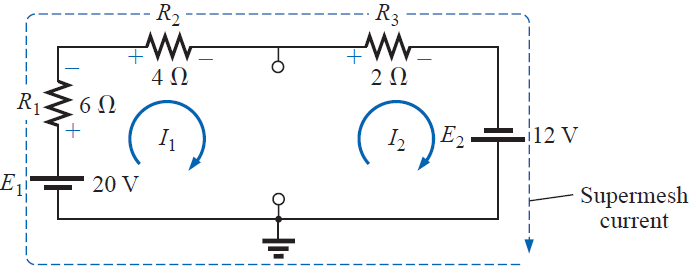 R₂
R₃
+ − + −
4 Ω
2 Ω
−
R₁
6 Ω
+
I₁
I₂
E₂
12 V
E₁
20 V
Supermesh
current